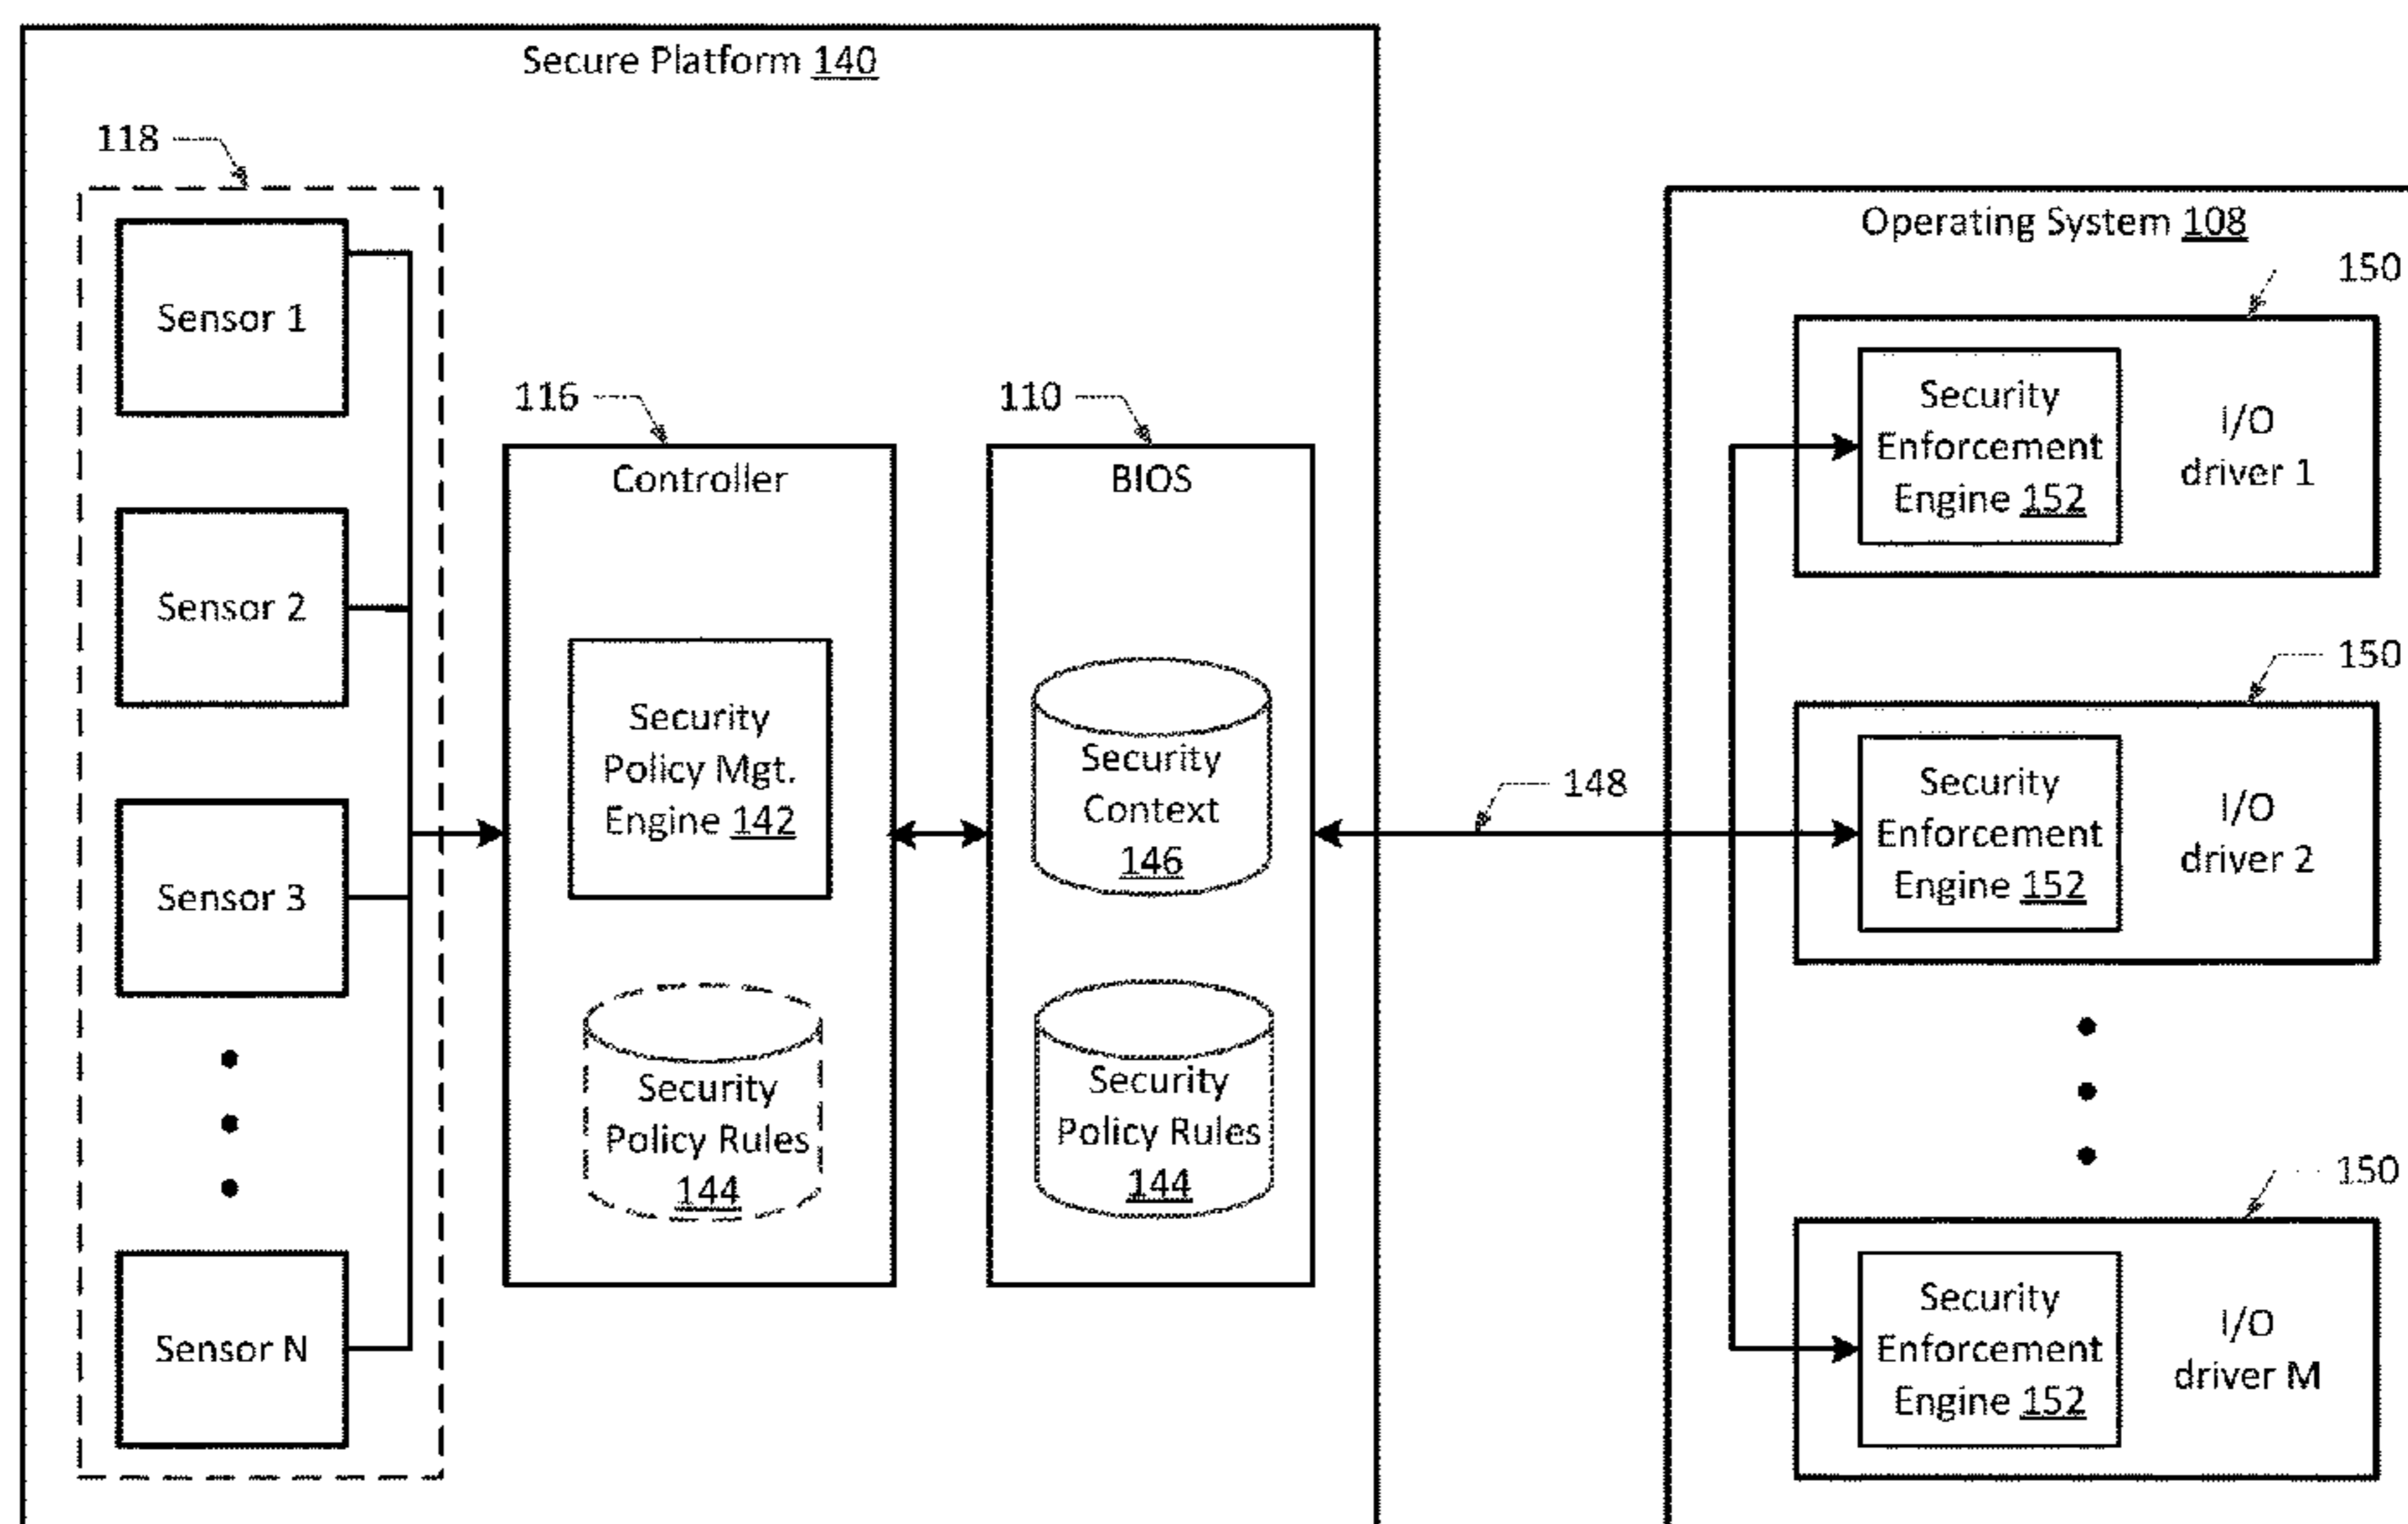 Secure Platform 140
118
Sensor 1
Sensor 2
Sensor 3
Sensor N
116
Controller
Security
Policy Mgt.
Engine 142
Security
Policy Rules
144
110
BIOS
Security
Context
146
Security
Policy Rules
144
148
Operating System 108
150
Security
Enforcement
Engine 152
I/O
driver 1
150
Security
Enforcement
Engine 152
I/O
driver 2
150
Security
Enforcement
Engine 152
I/O
driver M